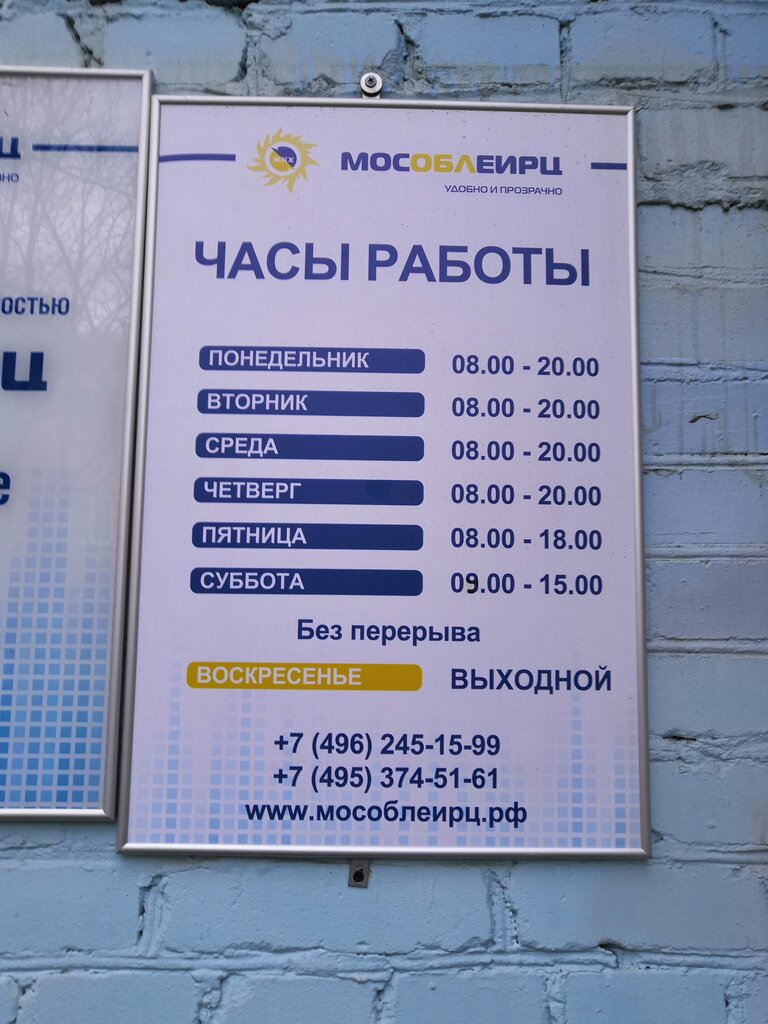 ЖКХ
МОСОБЛЕИРЦ
УДОБНО И ПРОЗРАЧНО
ЧАСЫ РАБОТЫ
ПОНЕДЕЛЬНИК 08.00 - 20.00
ВТОРНИК 08.00 - 20.00
СРЕДА 08.00 - 20.00
ЧЕТВЕРГ 08.00 - 20.00
ПЯТНИЦА 08.00 - 18.00
СУББОТА 09.00 - 15.00
Без перерыва
ВОСКРЕСЕНЬЕ ВЫХОДНОЙ
+7 (496) 245-15-99
+7 (495) 374-51-61
www.мособлеирц.рф